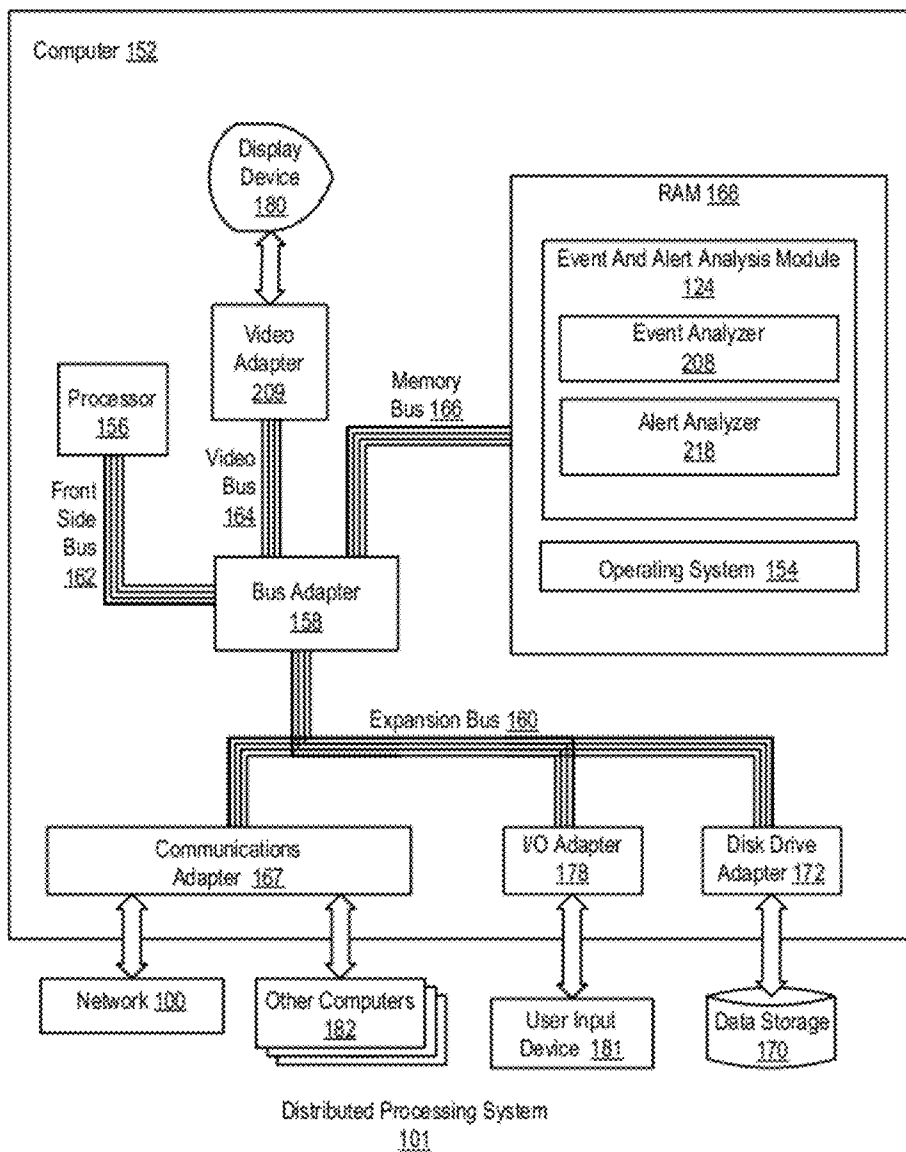 Computer 152
Display
Device
180
RAM 168
Event And Alert Analysis Module
124
Event Analyzer
208
Alert Analyzer
218
Operating System 154
Video
Adapter
209
Processor
156
Memory
Bus 166
Video
Bus
164
Front
Side
Bus
162
Bus Adapter
158
Expansion Bus 160
Communications
Adapter 167
I/O Adapter
178
Disk Drive
Adapter 172
Network 100
Other Computers
182
User Input
Device 181
Data Storage
170
Distributed Processing System
101